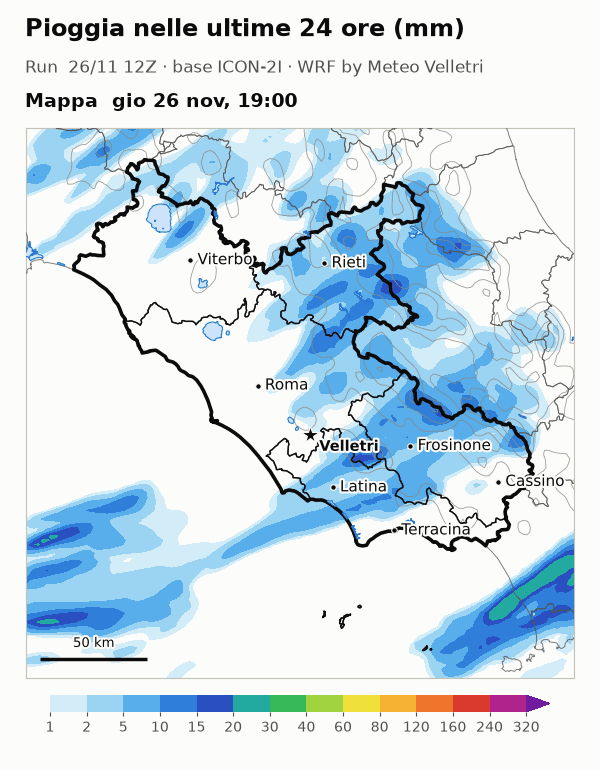 Pioggia nelle ultime 24 ore (mm)
Run  26/11 12Z · base ICON-2I · WRF by Meteo Velletri
Mappa  gio 26 nov, 19:00
Viterbo
Rieti
Roma
Velletri
Frosinone
Latina
Cassino
Terracina
50 km
1 2 5 10 15 20 30 40 60 80 120 160 240 320